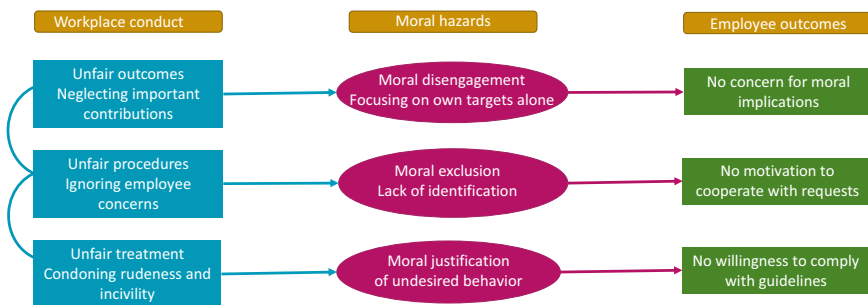 Workplace conduct
Moral hazards
Employee outcomes
Unfair outcomes
Neglecting important
contributions
Moral disengagement
Focusing on own targets alone
No concern for moral
implications
Unfair procedures
Ignoring employee
concerns
Moral exclusion
Lack of identification
No motivation to
cooperate with requests
Unfair treatment
Condoning rudeness and
incivility
Moral justification
of undesired behavior
No willingness to comply
with guidelines